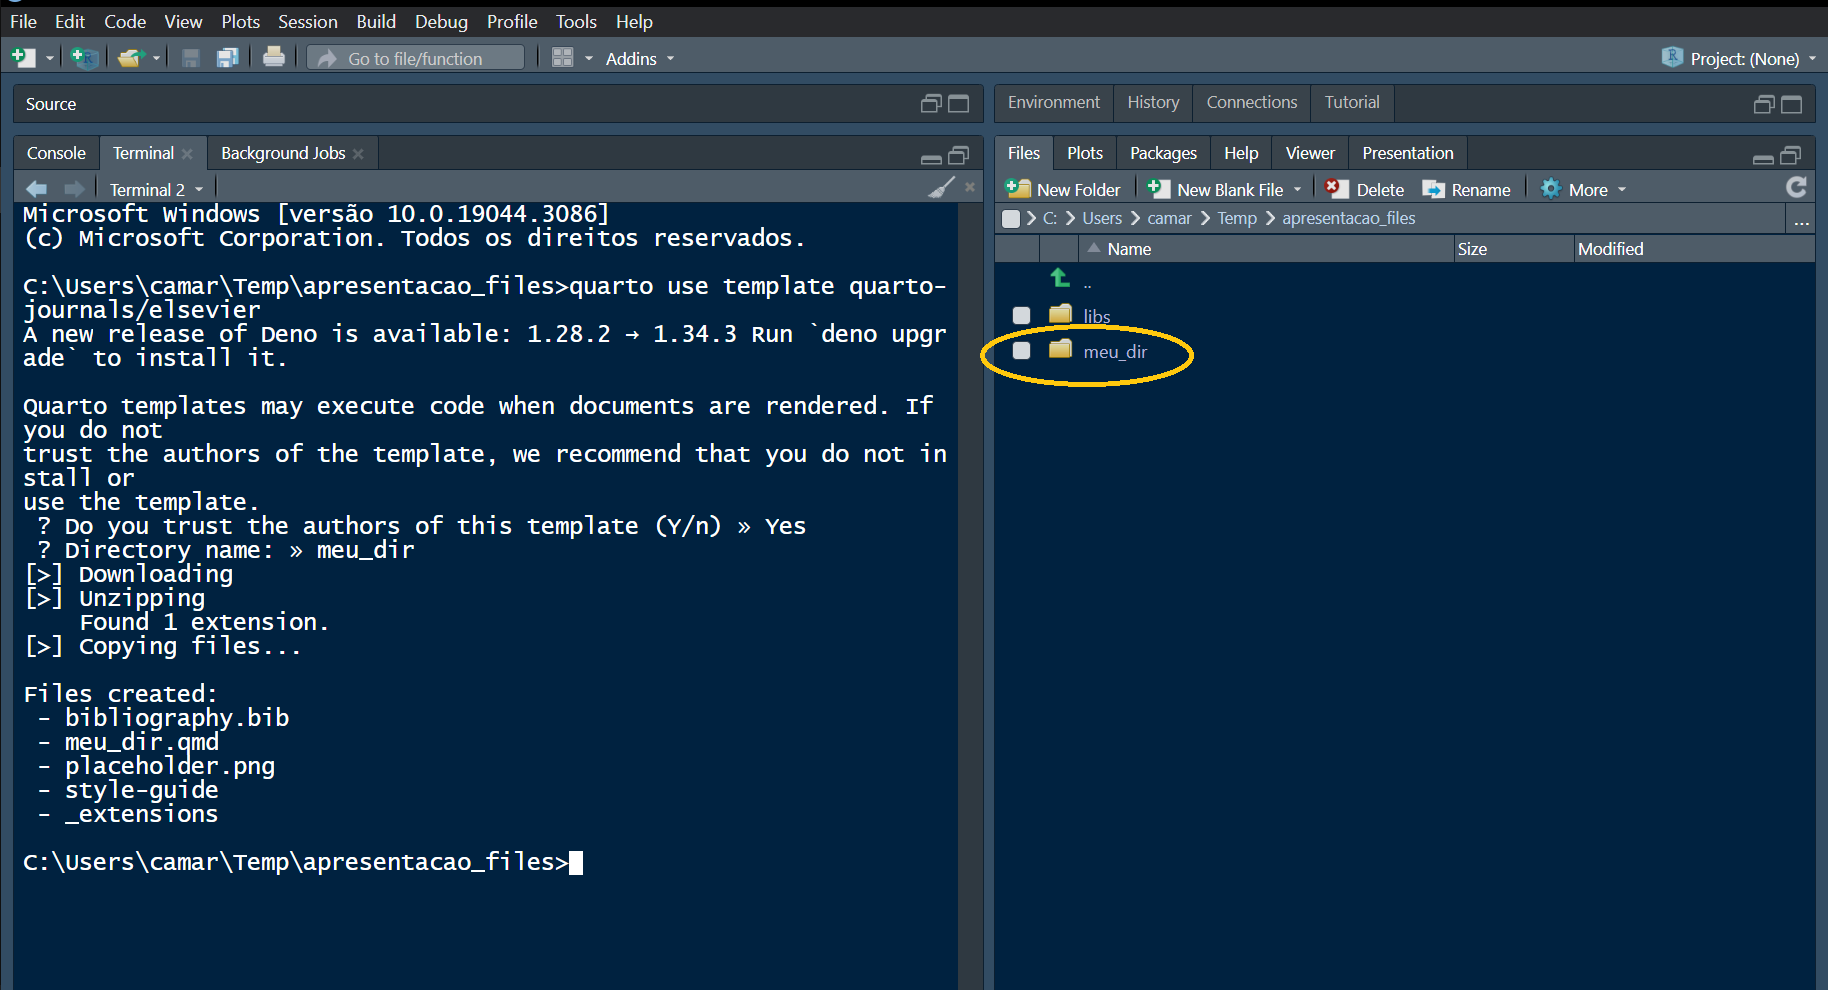 File Edit Code View Plots Session Build Debug Profile Tools Help
Go to file/function Addins Project: (None)
Source
Console Terminal Background Jobs
Terminal 2
Microsoft Windows [versão 10.0.19044.3086]
(c) Microsoft Corporation. Todos os direitos reservados.
C:\Users\camar\Temp\apresentacao_files>quarto use template quarto-
journals/elsevier
A new release of Deno is available: 1.28.2 → 1.34.3 Run `deno upgr
ade` to install it.
Quarto templates may execute code when documents are rendered. If
you do not
trust the authors of the template, we recommend that you do not in
stall or
use the template.
? Do you trust the authors of this template (Y/n) » Yes
? Directory name: » meu_dir
[>] Downloading
[>] Unzipping
Found 1 extension.
[>] Copying files...
Files created:
- bibliography.bib
- meu_dir.qmd
- placeholder.png
- style-guide
- _extensions
C:\Users\camar\Temp\apresentacao_files>
Environment History Connections Tutorial
Files Plots Packages Help Viewer Presentation
New Folder New Blank File Delete Rename More
C: Users camar Temp apresentacao_files ...
Name Size Modified
..
libs
meu_dir